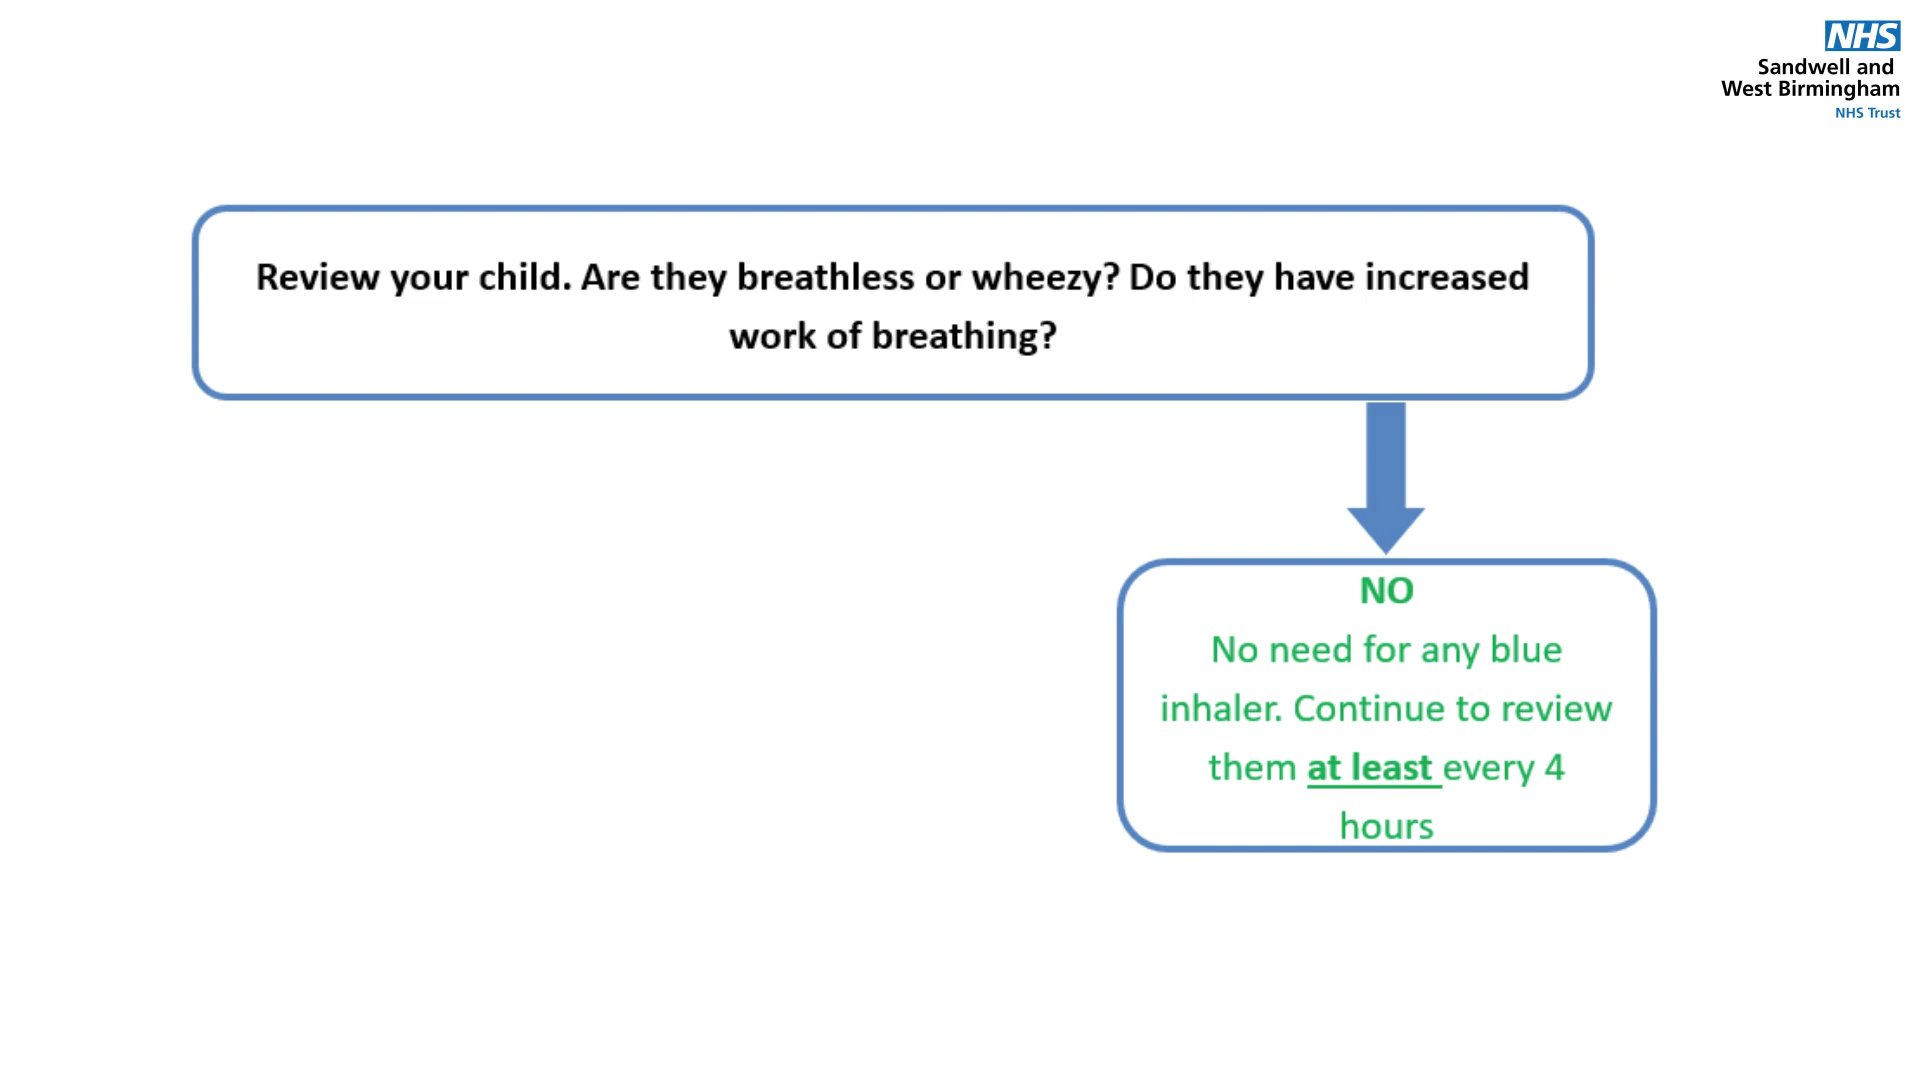 NHS
Sandwell and
West Birmingham
NHS Trust
Review your child. Are they breathless or wheezy? Do they have increased
work of breathing?
NO
No need for any blue
inhaler. Continue to review
them at least every 4
hours